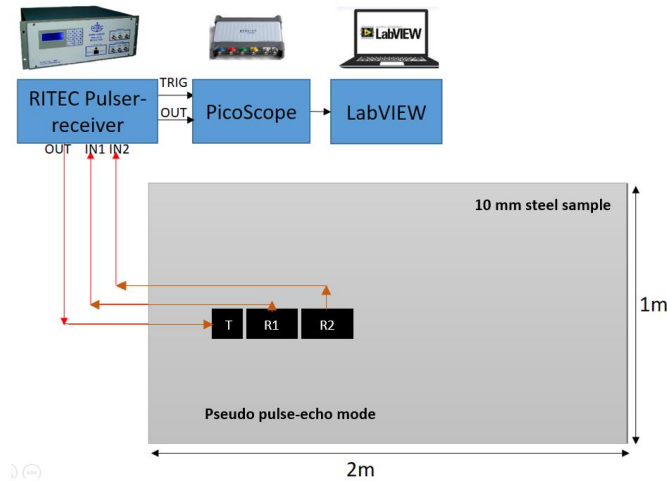 LabVIEW
TRIG
OUT
RITEC Pulser-
receiver
PicoScope
LabVIEW
OUT IN1 IN2
10 mm steel sample
1m
T
R1
R2
Pseudo pulse-echo mode
2m